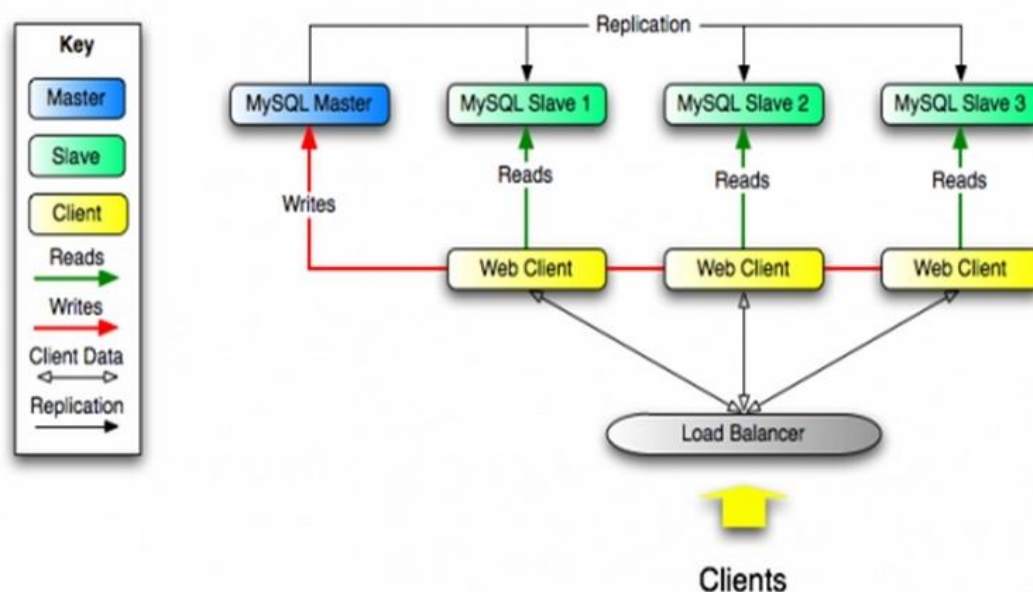 Key
Master
Slave
Client
Reads
Writes
Client Data
Replication
Replication
MySQL Master
MySQL Slave 1
MySQL Slave 2
MySQL Slave 3
Writes
Reads
Reads
Reads
Web Client
Web Client
Web Client
Load Balancer
Clients